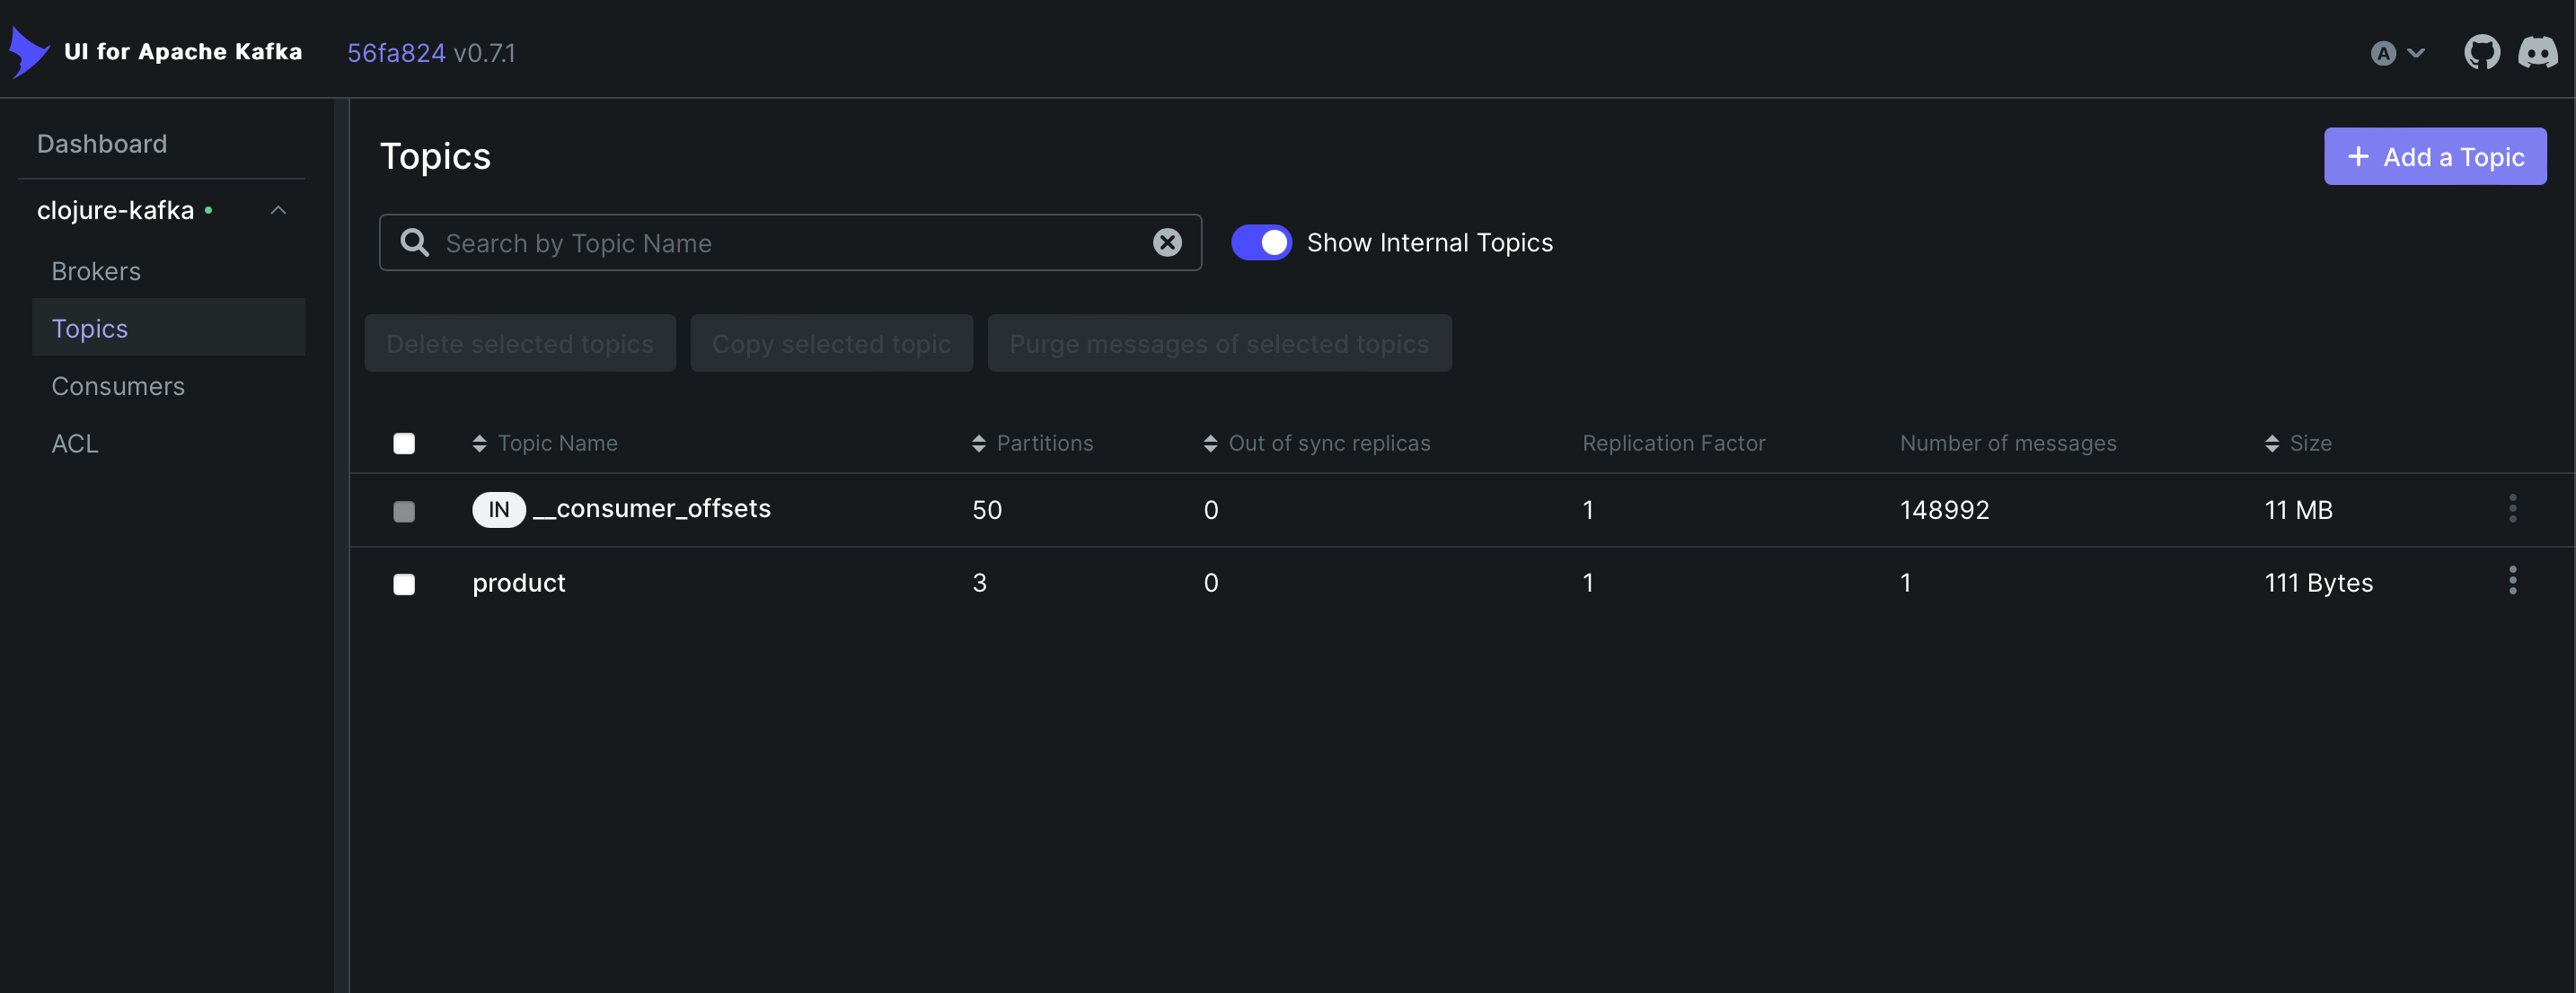 UI for Apache Kafka 56fa824 v0.7.1 A
Dashboard
clojure-kafka
Brokers
Topics
Consumers
ACL
Topics
+ Add a Topic
Search by Topic Name
Show Internal Topics
Delete selected topics Copy selected topic Purge messages of selected topics
Topic Name Partitions Out of sync replicas Replication Factor Number of messages Size
IN __consumer_offsets 50 0 1 148992 11 MB
product 3 0 1 1 111 Bytes